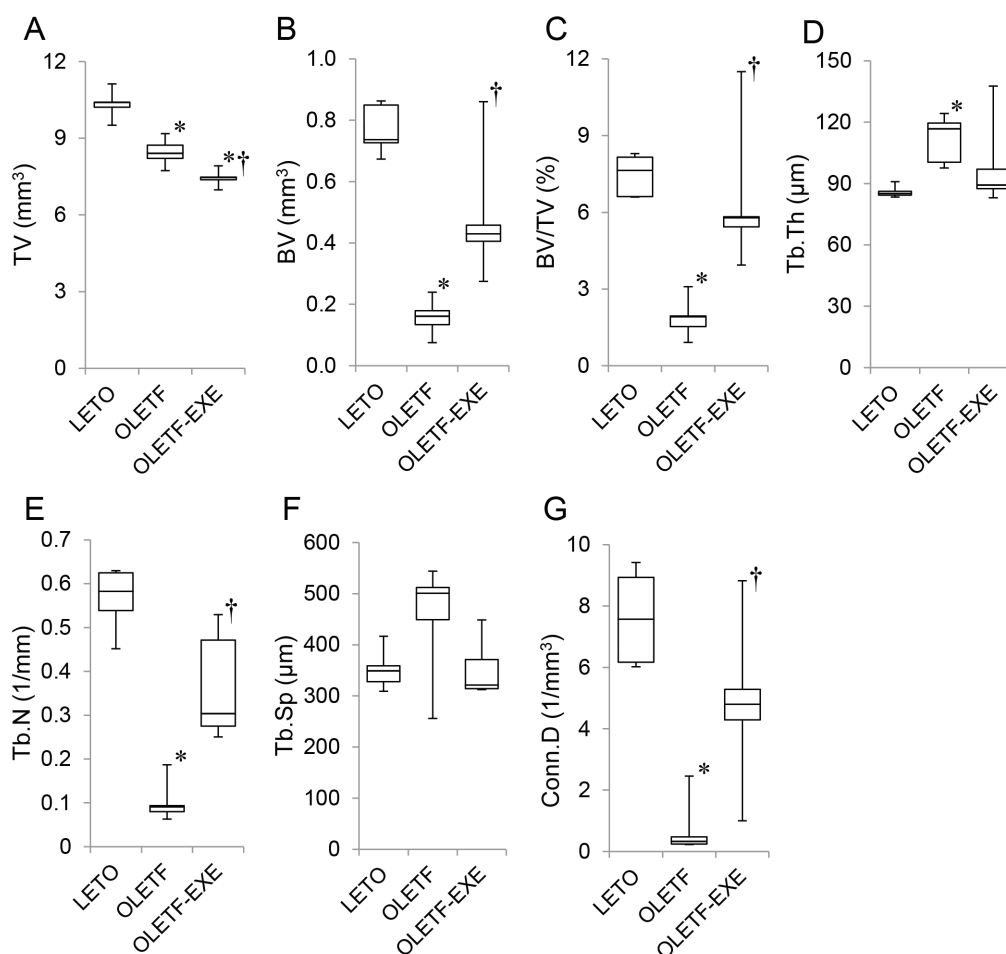 A
TV (mm³)
12
9
6
3
0
*
*†
LETO
OLETF
OLETF-EXE
B
BV (mm³)
1.0
0.8
0.6
0.4
0.2
0.0
*
†
LETO
OLETF
OLETF-EXE
C
BV/TV (%)
12
9
6
3
0
*
†
LETO
OLETF
OLETF-EXE
D
Tb.Th (μm)
150
120
90
60
30
0
*
LETO
OLETF
OLETF-EXE
E
Tb.N (1/mm)
0.7
0.6
0.5
0.4
0.3
0.2
0.1
0
*
†
LETO
OLETF
OLETF-EXE
F
Tb.Sp (μm)
600
500
400
300
200
100
0
LETO
OLETF
OLETF-EXE
G
Conn.D (1/mm³)
10
8
6
4
2
0
*
†
LETO
OLETF
OLETF-EXE